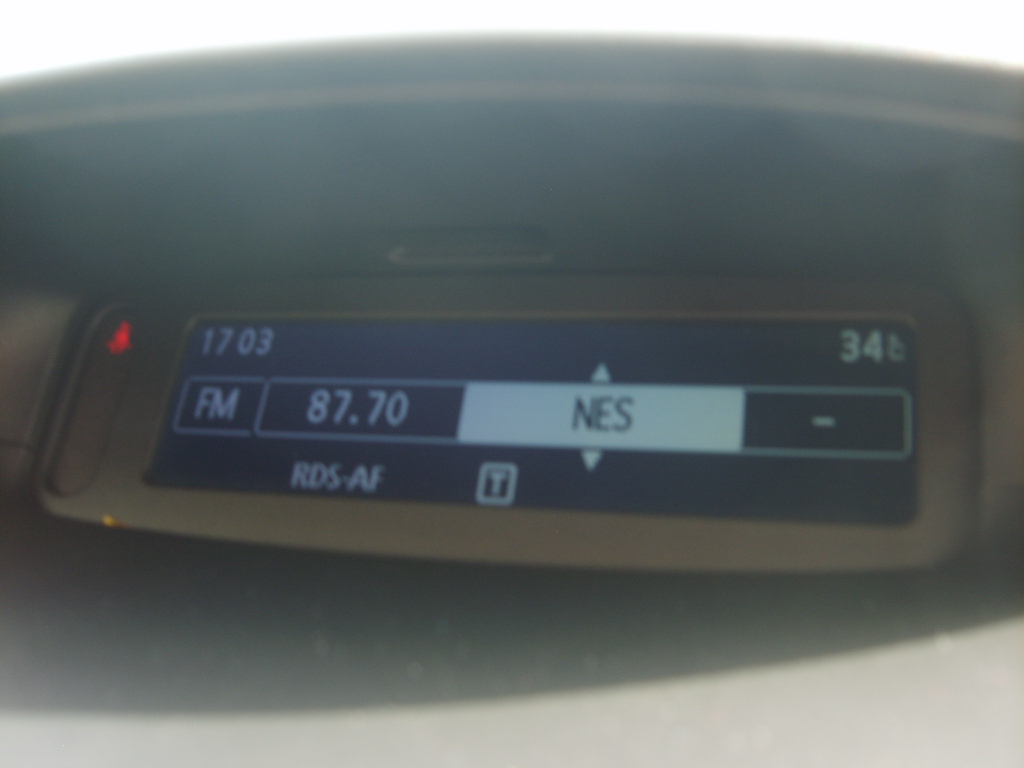 17 03 34
FM 87.70 NES -
RDS-AF T